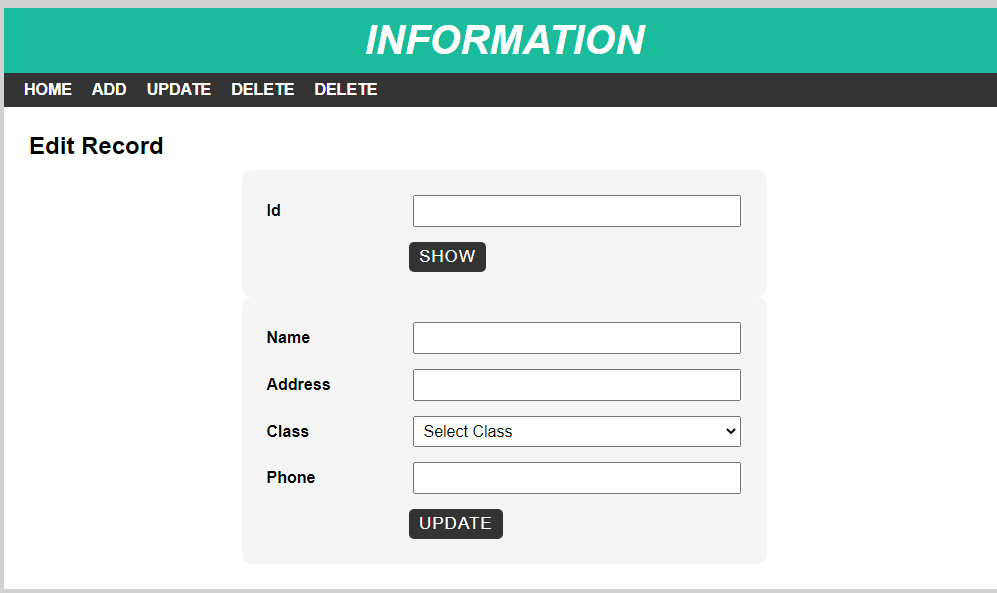 INFORMATION
HOME ADD UPDATE DELETE DELETE
Edit Record
Id
SHOW
Name
Address
Class Select Class
Phone
UPDATE